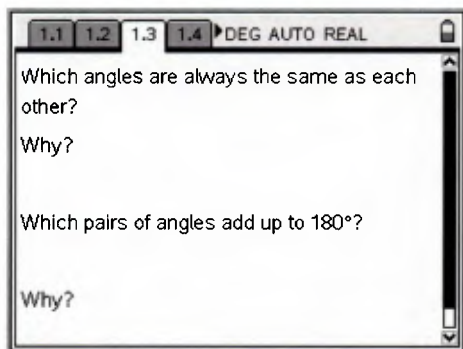 1.1 1.2 1.3 1.4 DEG AUTO REAL
Which angles are always the same as each
other?
Why?
Which pairs of angles add up to 180°?
Why?